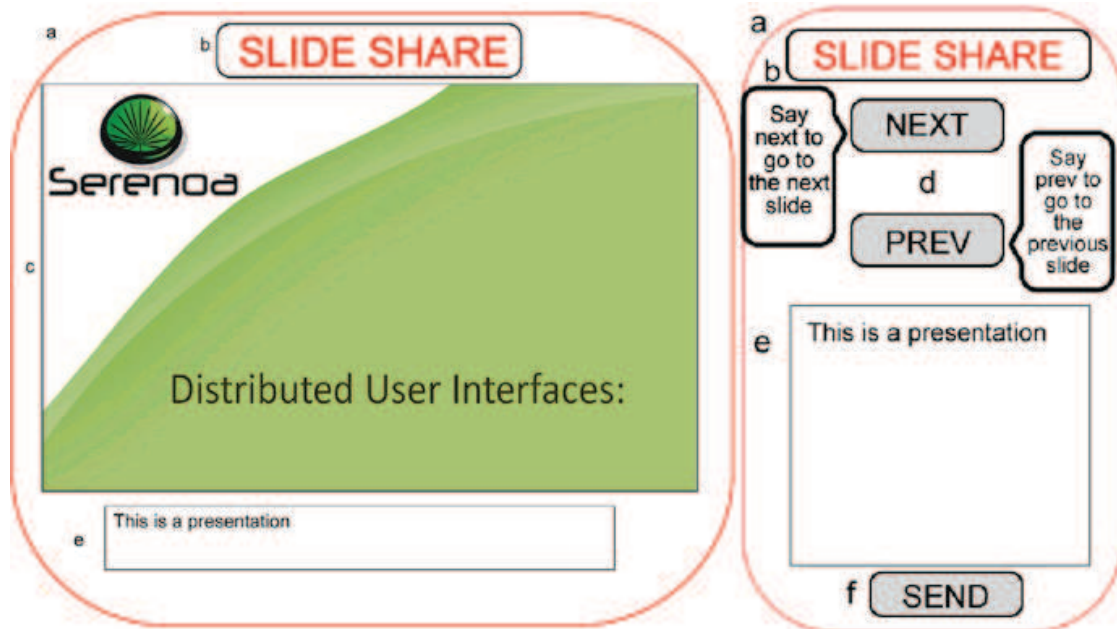 a
b
SLIDE SHARE
Serenoa
c
Distributed User Interfaces:
e
This is a presentation
a
b
SLIDE SHARE
Say
next to
go to
the next
slide
NEXT
d
PREV
Say
prev to
go to
the
previous
slide
e
This is a presentation
f
SEND